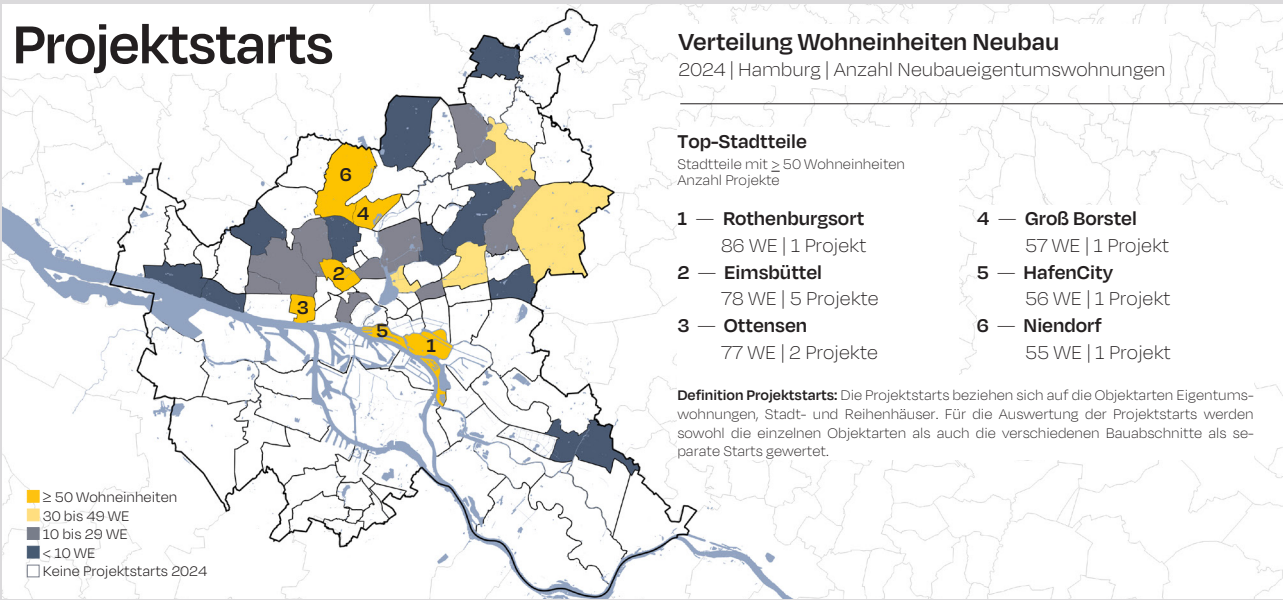 Projektstarts
6
4
2
3
5
1
≥ 50 Wohneinheiten
30 bis 49 WE
10 bis 29 WE
< 10 WE
Keine Projektstarts 2024
Verteilung Wohneinheiten Neubau
2024 | Hamburg | Anzahl Neubaueigentumswohnungen
Top-Stadtteile
Stadtteile mit ≥ 50 Wohneinheiten
Anzahl Projekte
1 — Rothenburgsort
86 WE | 1 Projekt
2 — Eimsbüttel
78 WE | 5 Projekte
3 — Ottensen
77 WE | 2 Projekte
4 — Groß Borstel
57 WE | 1 Projekt
5 — HafenCity
56 WE | 1 Projekt
6 — Niendorf
55 WE | 1 Projekt
Definition Projektstarts: Die Projektstarts beziehen sich auf die Objektarten Eigentums-
wohnungen, Stadt- und Reihenhäuser. Für die Auswertung der Projektstarts werden
sowohl die einzelnen Objektarten als auch die verschiedenen Bauabschnitte als se-
parate Starts gewertet.